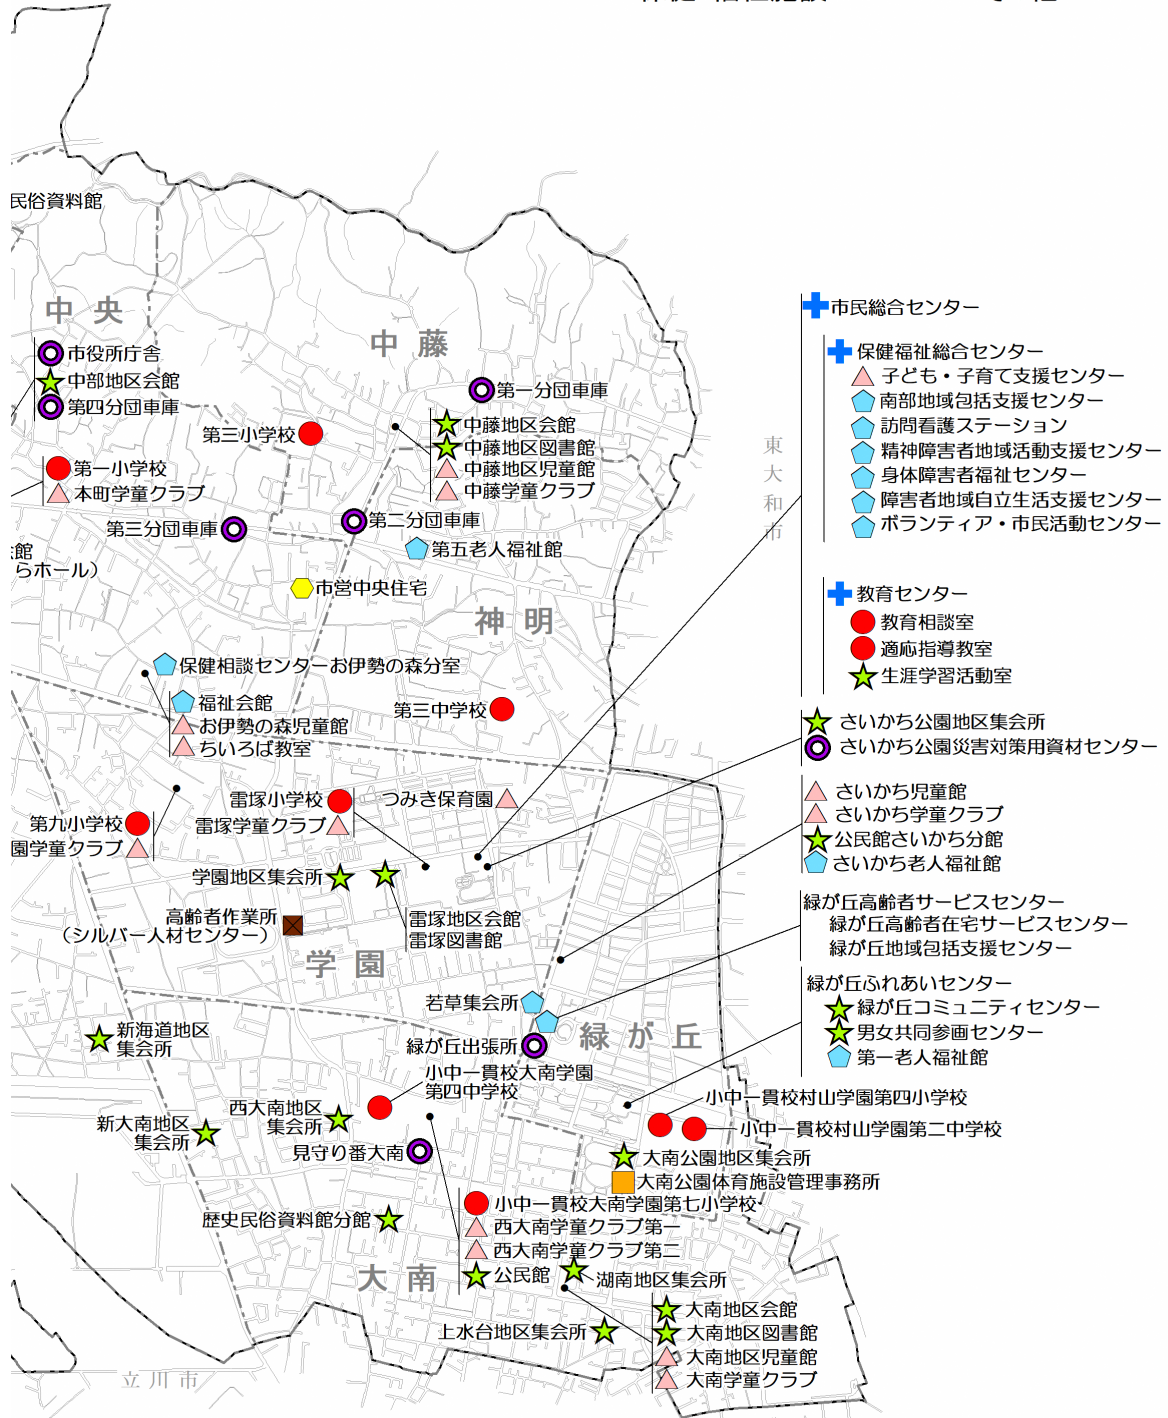 民俗資料館
中央
市役所庁舎
中部地区会館
第四分団車庫
中藤
第一分団車庫
第三小学校
中藤地区会館
中藤地区図書館
中藤地区児童館
中藤学童クラブ
第一小学校
本町学童クラブ
第三分団車庫
第二分団車庫
第五老人福祉館
館
らホール）
市営中央住宅
神明
東大和市
保健相談センターお伊勢の森分室
福祉会館
お伊勢の森児童館
ちいろば教室
第三中学校
市民総合センター
保健福祉総合センター
子ども・子育て支援センター
南部地域包括支援センター
訪問看護ステーション
精神障害者地域活動支援センター
身体障害者福祉センター
障害者地域自立生活支援センター
ボランティア・市民活動センター
教育センター
教育相談室
適応指導教室
生涯学習活動室
さいかち公園地区集会所
さいかち公園災害対策用資材センター
さいかち児童館
さいかち学童クラブ
公民館さいかち分館
さいかち老人福祉館
雷塚小学校
雷塚学童クラブ
つみき保育園
第九小学校
園学童クラブ
学園地区集会所
雷塚地区会館
雷塚図書館
高齢者作業所
（シルバー人材センター）
学園
緑が丘高齢者サービスセンター
緑が丘高齢者在宅サービスセンター
緑が丘地域包括支援センター
緑が丘ふれあいセンター
緑が丘コミュニティセンター
男女共同参画センター
第一老人福祉館
若草集会所
緑が丘
緑が丘出張所
新海道地区
集会所
小中一貫校大南学園
第四中学校
西大南地区
集会所
新大南地区
集会所
見守り番大南
小中一貫校村山学園第四小学校
小中一貫校村山学園第二中学校
大南公園地区集会所
大南公園体育施設管理事務所
小中一貫校大南学園第七小学校
西大南学童クラブ第一
西大南学童クラブ第二
公民館
歴史民俗資料館分館
大南
湖南地区集会所
上水台地区集会所
大南地区会館
大南地区図書館
大南地区児童館
大南学童クラブ
立川市